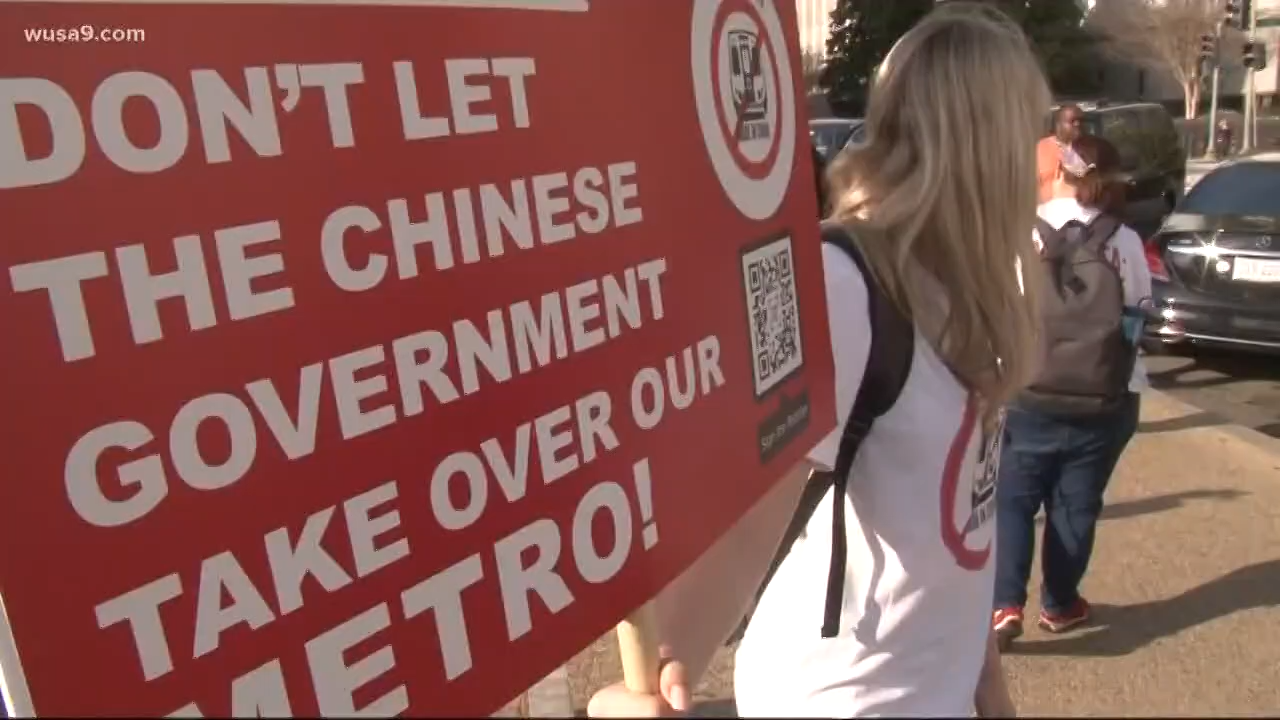 wusa9.com
DON'T LET
THE CHINESE
GOVERNMENT
TAKE OVER OUR
METRO!